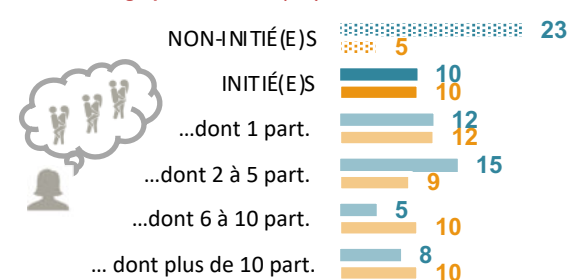 NON-INITIÉ(E)S 23
5
INITIÉ(E)S 10
10
...dont 1 part. 12
12
...dont 2 à 5 part. 15
9
...dont 6 à 10 part. 5
10
... dont plus de 10 part. 8
10